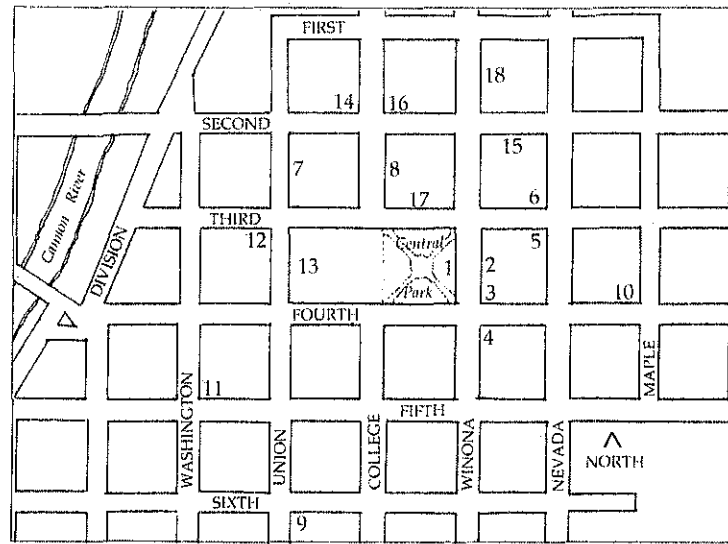 FIRST
18
14 16
SECOND
15
7 8
17 6
Cannon River
DIVISION
THIRD
12 Central 5
13 1 2
Park 3 10
FOURTH
4
MAPLE
11
WASHINGTON
FIFTH
UNION
COLLEGE
WINONA
NEVADA
NORTH
SIXTH
9